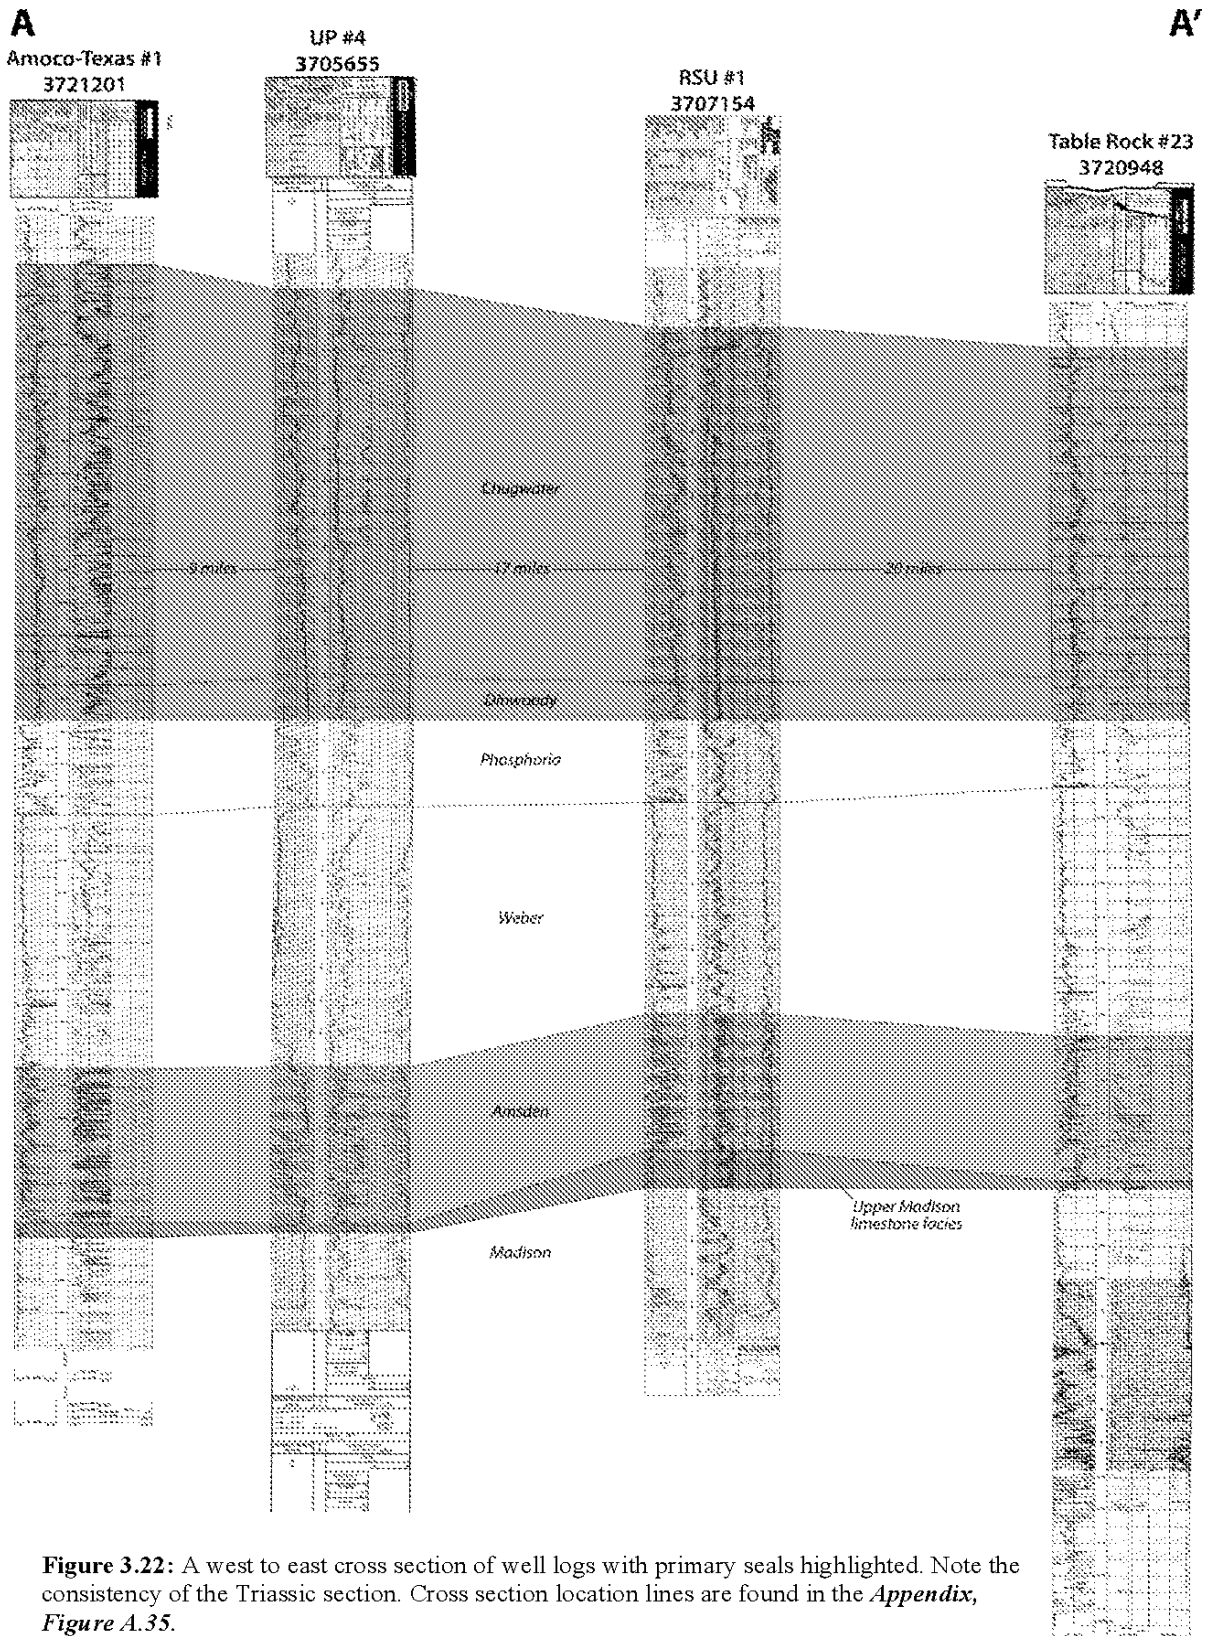 A
A'
Amoco-Texas #1
3721201
UP #4
3705655
RSU #1
3707154
Table Rock #23
3720948
Chugwater
9 miles
17 miles
20 miles
Dinwoody
Phosphoria
Weber
Amsden
Upper Madison
limestone facies
Madison
Figure 3.22: A west to east cross section of well logs with primary seals highlighted. Note the
consistency of the Triassic section. Cross section location lines are found in the Appendix,
Figure A.35.